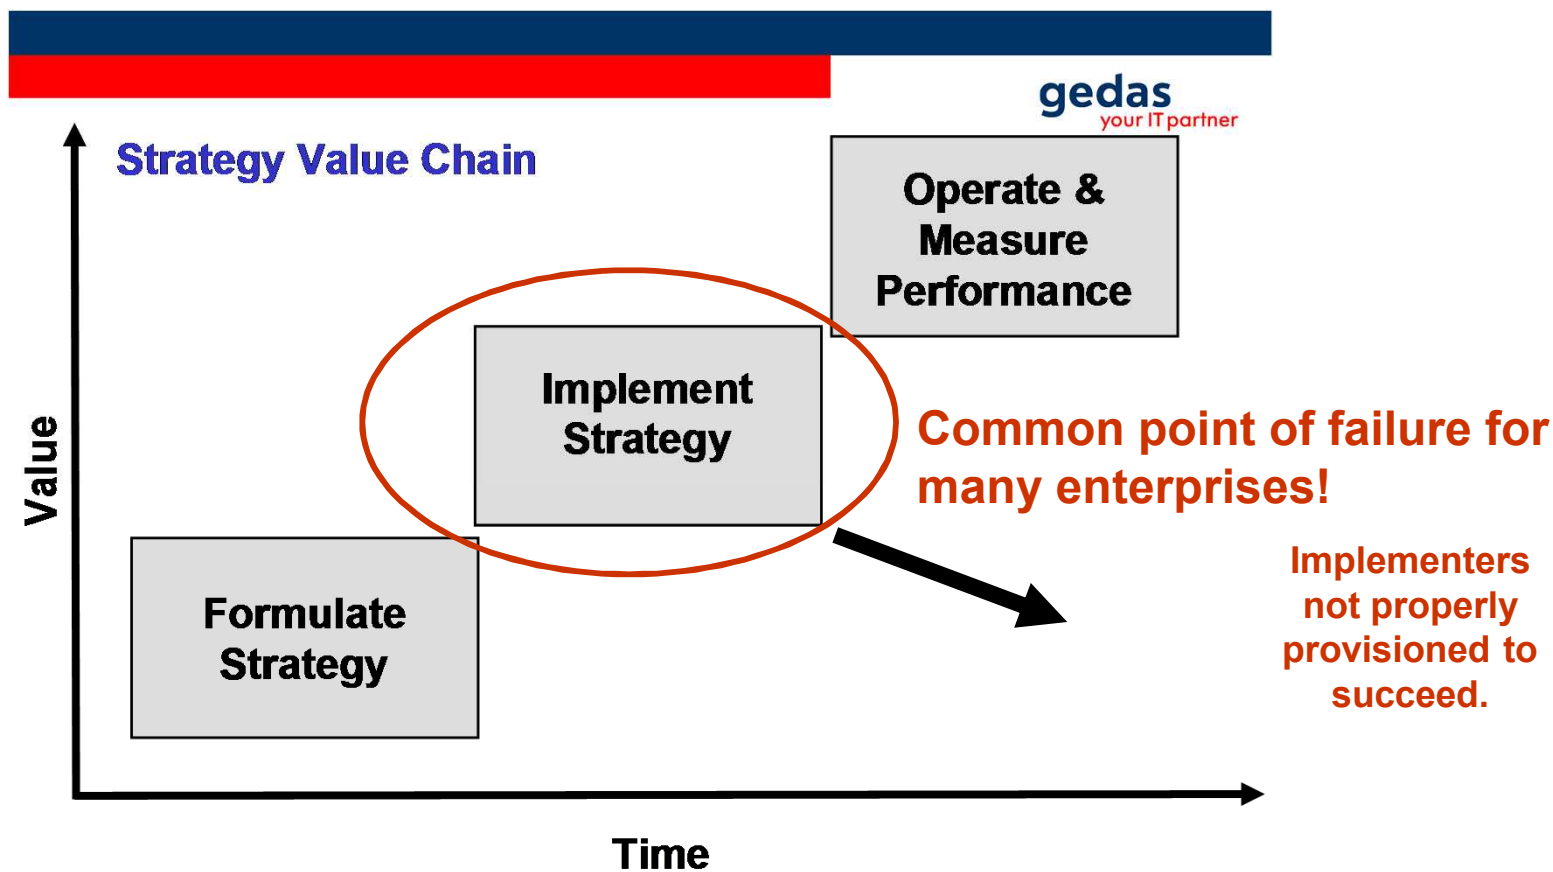 gedas
your IT partner
Strategy Value Chain
Operate &
Measure
Performance
Implement
Strategy
Common point of failure for
many enterprises!
Value
Implementers
not properly
provisioned to
succeed.
Formulate
Strategy
Time